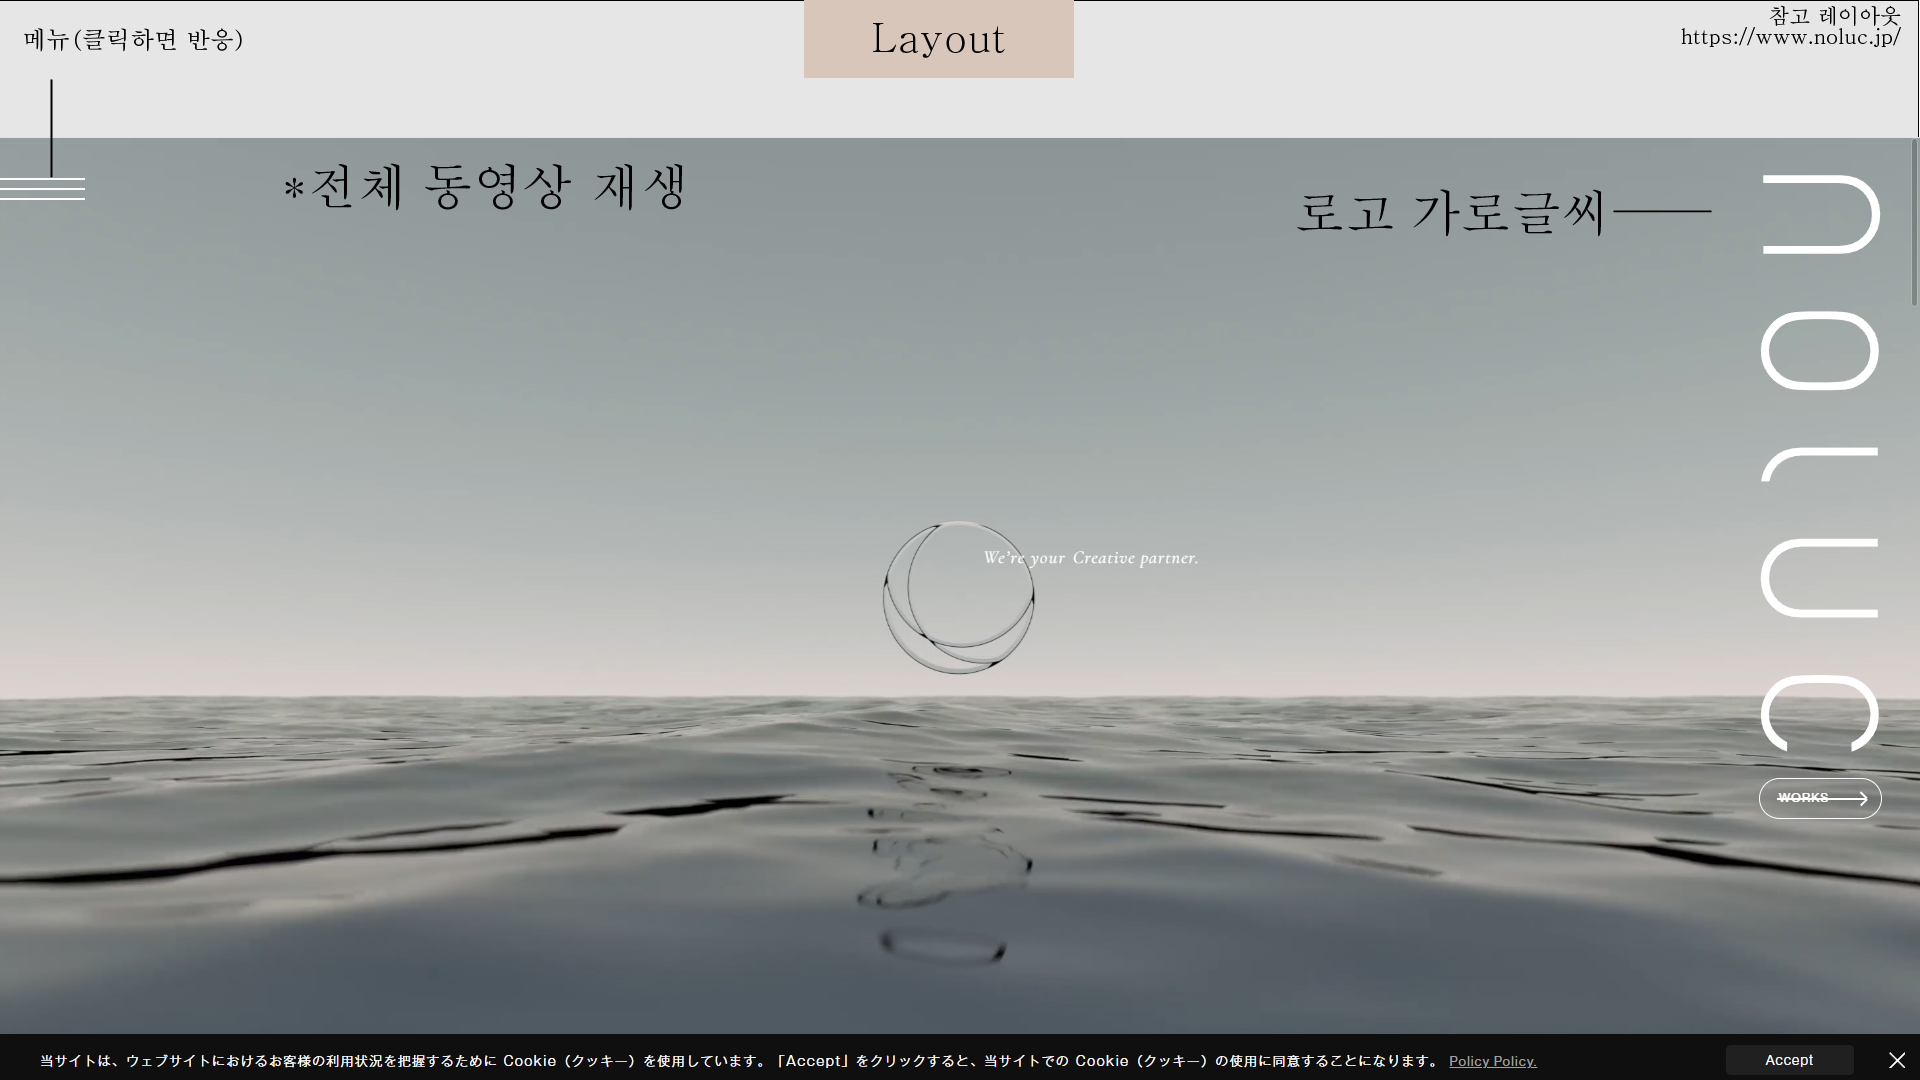 메뉴(클릭하면 반응)
Layout
참고 레이아웃
https://www.noluc.jp/
*전체 동영상 재생
로고 가로글씨
noluc
We're your Creative partner.
WORKS
当サイトは、ウェブサイトにおけるお客様の利用状況を把握するために Cookie（クッキー）を使用しています。「Accept」をクリックすると、当サイトでの Cookie（クッキー）の使用に同意することになります。 Policy Policy.
Accept